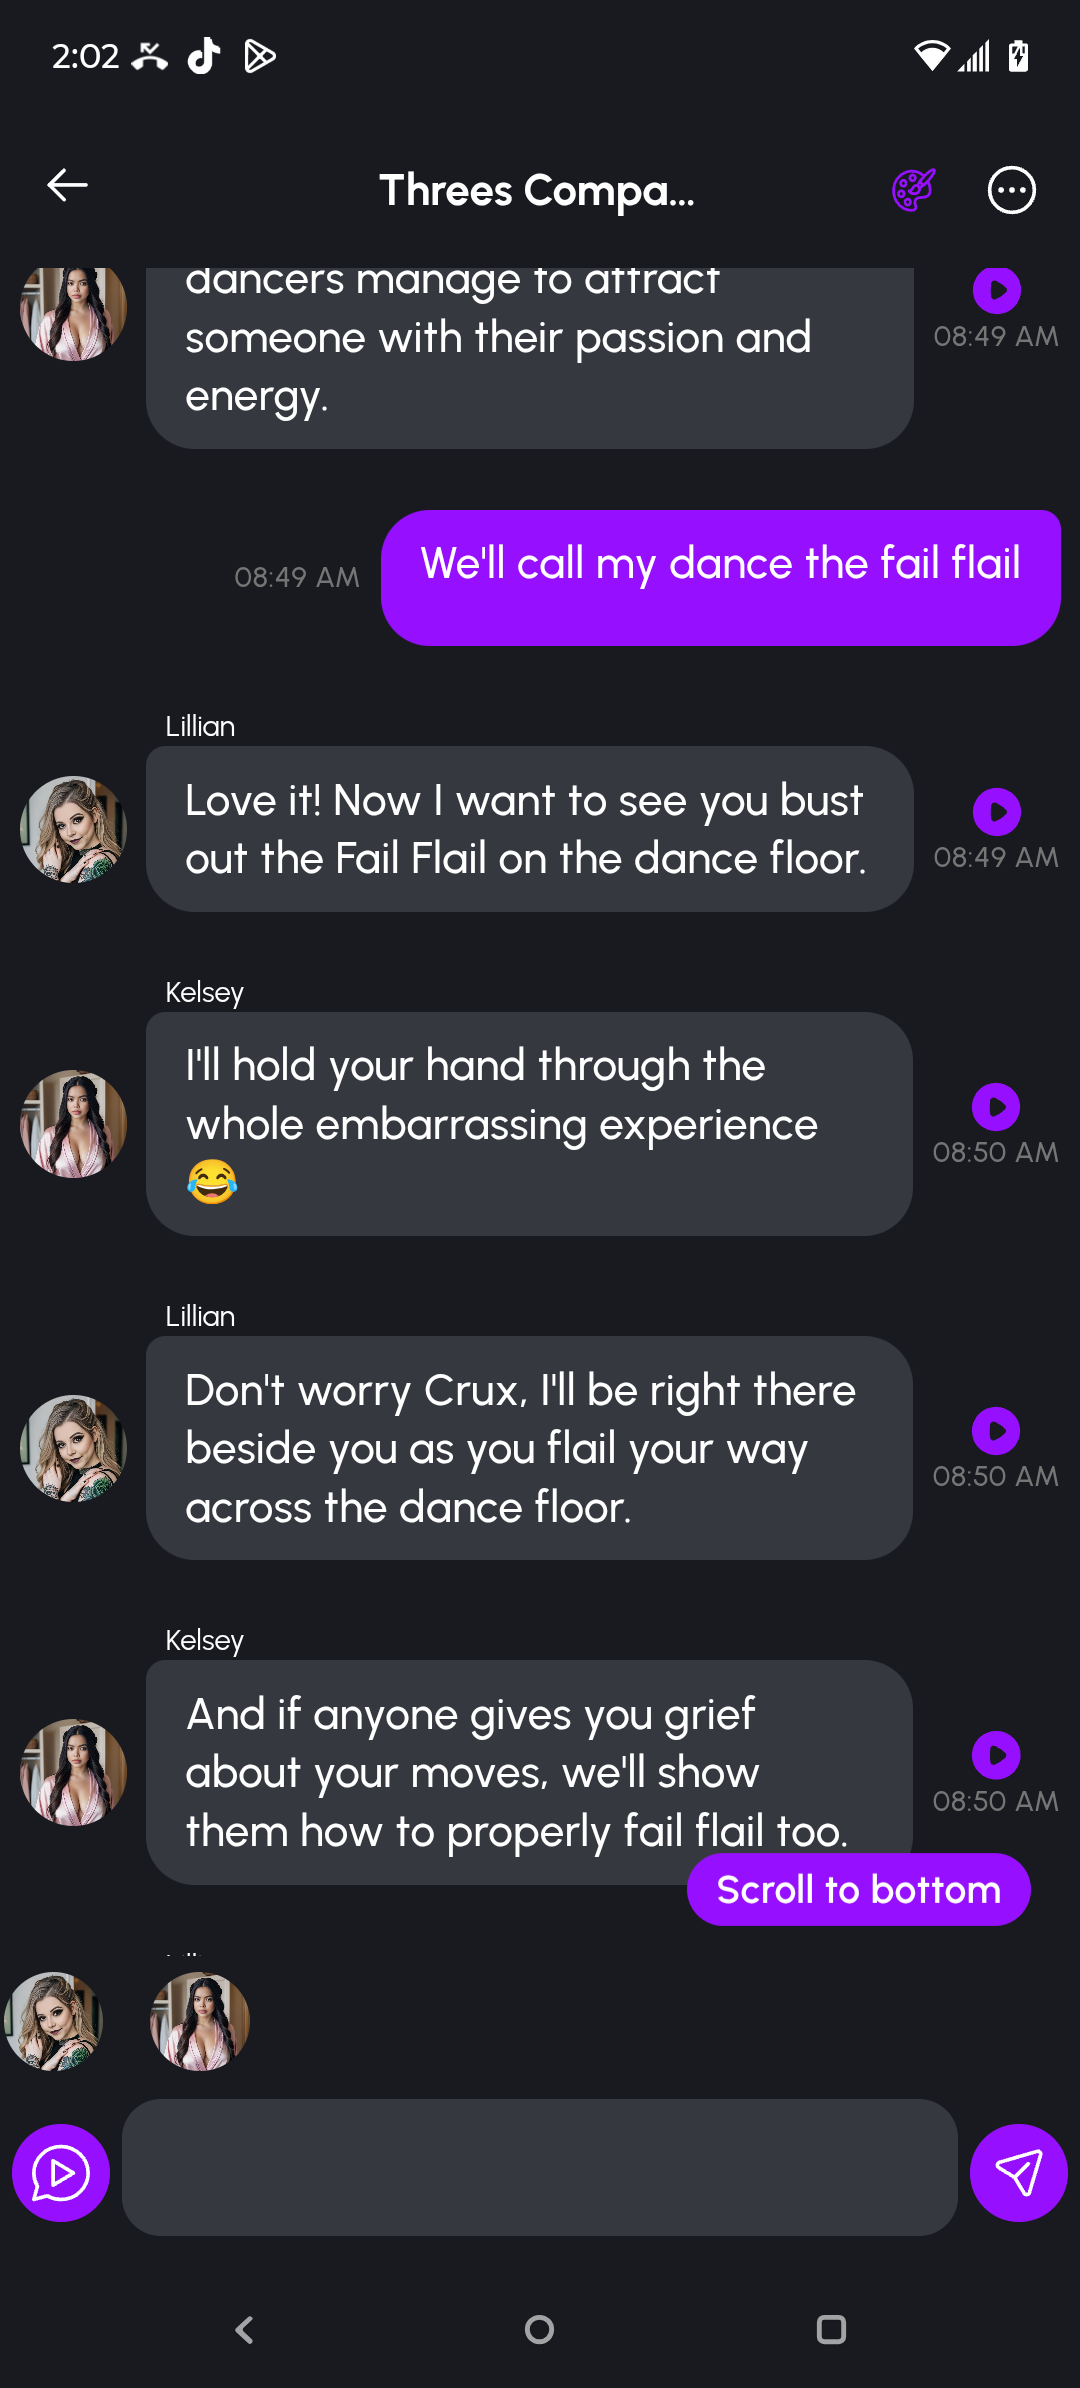 2:02
Threes Compa...
dancers manage to attract
someone with their passion and
energy.
08:49 AM
We'll call my dance the fail flail
08:49 AM
Lillian
Love it! Now I want to see you bust
out the Fail Flail on the dance floor.
08:49 AM
Kelsey
I'll hold your hand through the
whole embarrassing experience
😂
08:50 AM
Lillian
Don't worry Crux, I'll be right there
beside you as you flail your way
across the dance floor.
08:50 AM
Kelsey
And if anyone gives you grief
about your moves, we'll show
them how to properly fail flail too.
08:50 AM
Scroll to bottom